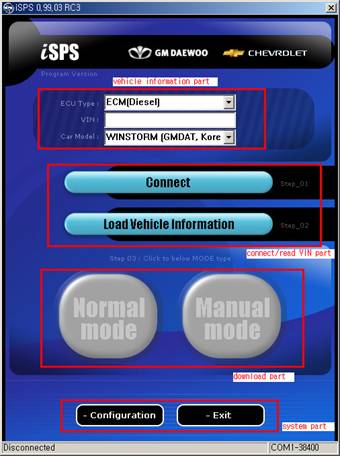 iSPS 0,99,03 RC3
iSPS
GM DAEWOO
CHEVROLET
Program Version
vehicle information part
ECU Type :
ECM(Diesel)
VIN :
Car Model :
WINSTORM (GMDAT, Kore
Connect
Step_01
Load Vehicle Information
Step_02
connect/read VIN part
Step 03 : Click to below MODE type
Normal
mode
Manual
mode
download part
- Configuration
- Exit
system part
Disconnected
COM1-38400